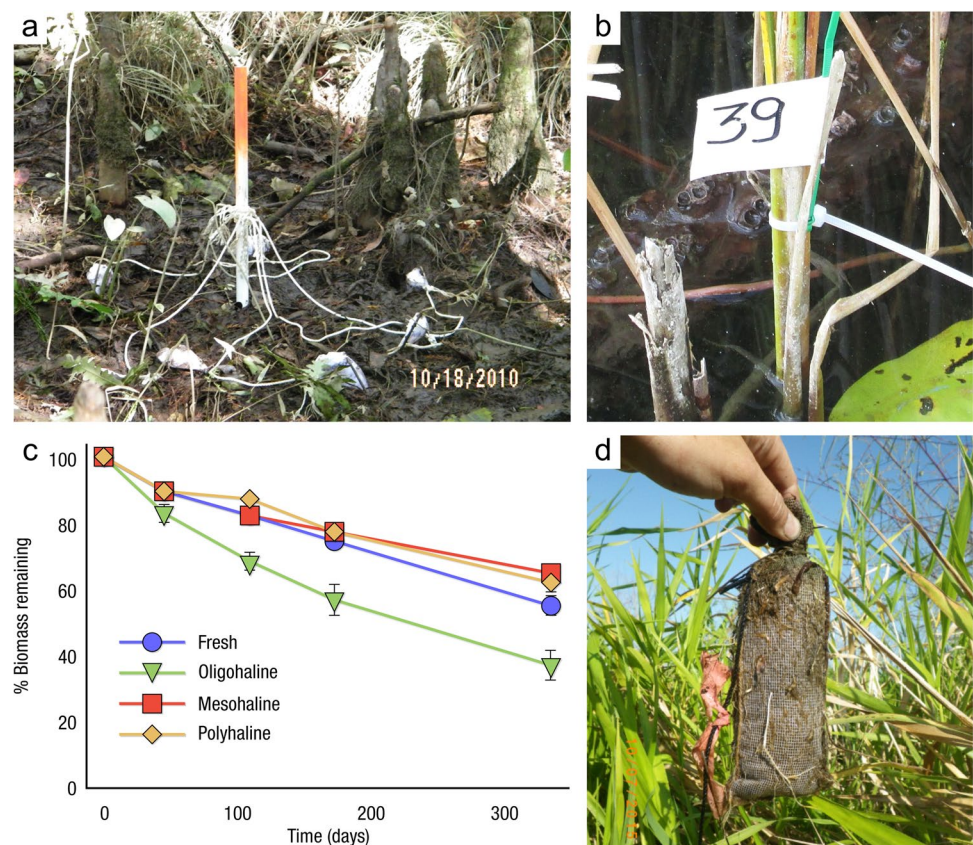 a
10/18/2010
b
39
c
% Biomass remaining
100
80
60
40
20
0
Fresh
Oligohaline
Mesohaline
Polyhaline
0
100
200
300
Time (days)
d